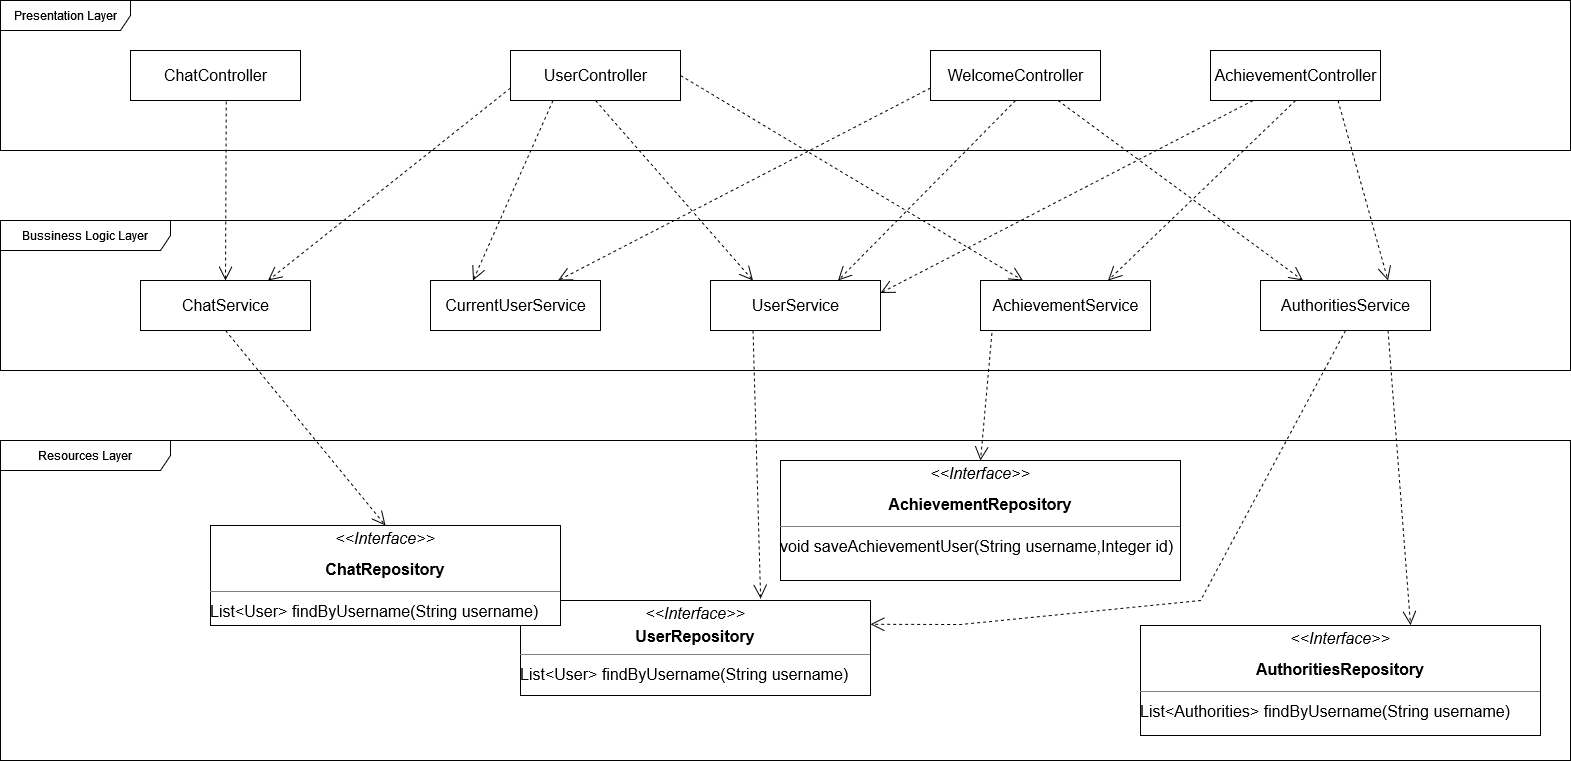 Presentation Layer
ChatController
UserController
WelcomeController
AchievementController
Bussiness Logic Layer
ChatService
CurrentUserService
UserService
AchievementService
AuthoritiesService
Resources Layer
<<Interface>>
AchievementRepository
void saveAchievementUser(String username,Integer id)
<<Interface>>
ChatRepository
List<User> findByUsername(String username)
<<Interface>>
UserRepository
List<User> findByUsername(String username)
<<Interface>>
AuthoritiesRepository
List<Authorities> findByUsername(String username)